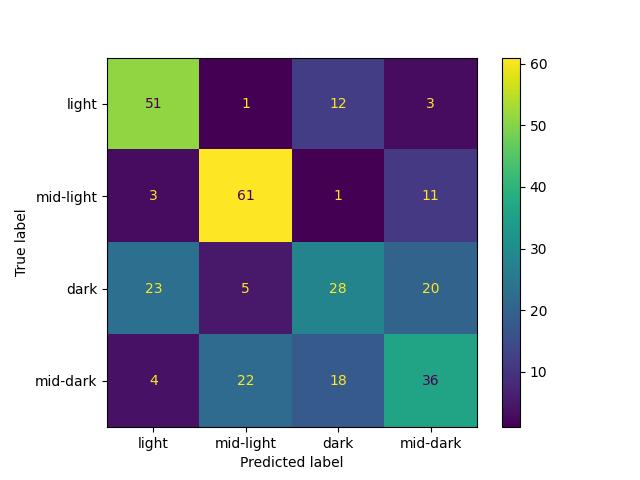 light 51 1 12 3
mid-light 3 61 1 11
dark 23 5 28 20
mid-dark 4 22 18 36
light mid-light dark mid-dark
Predicted label
True label
60
50
40
30
20
10